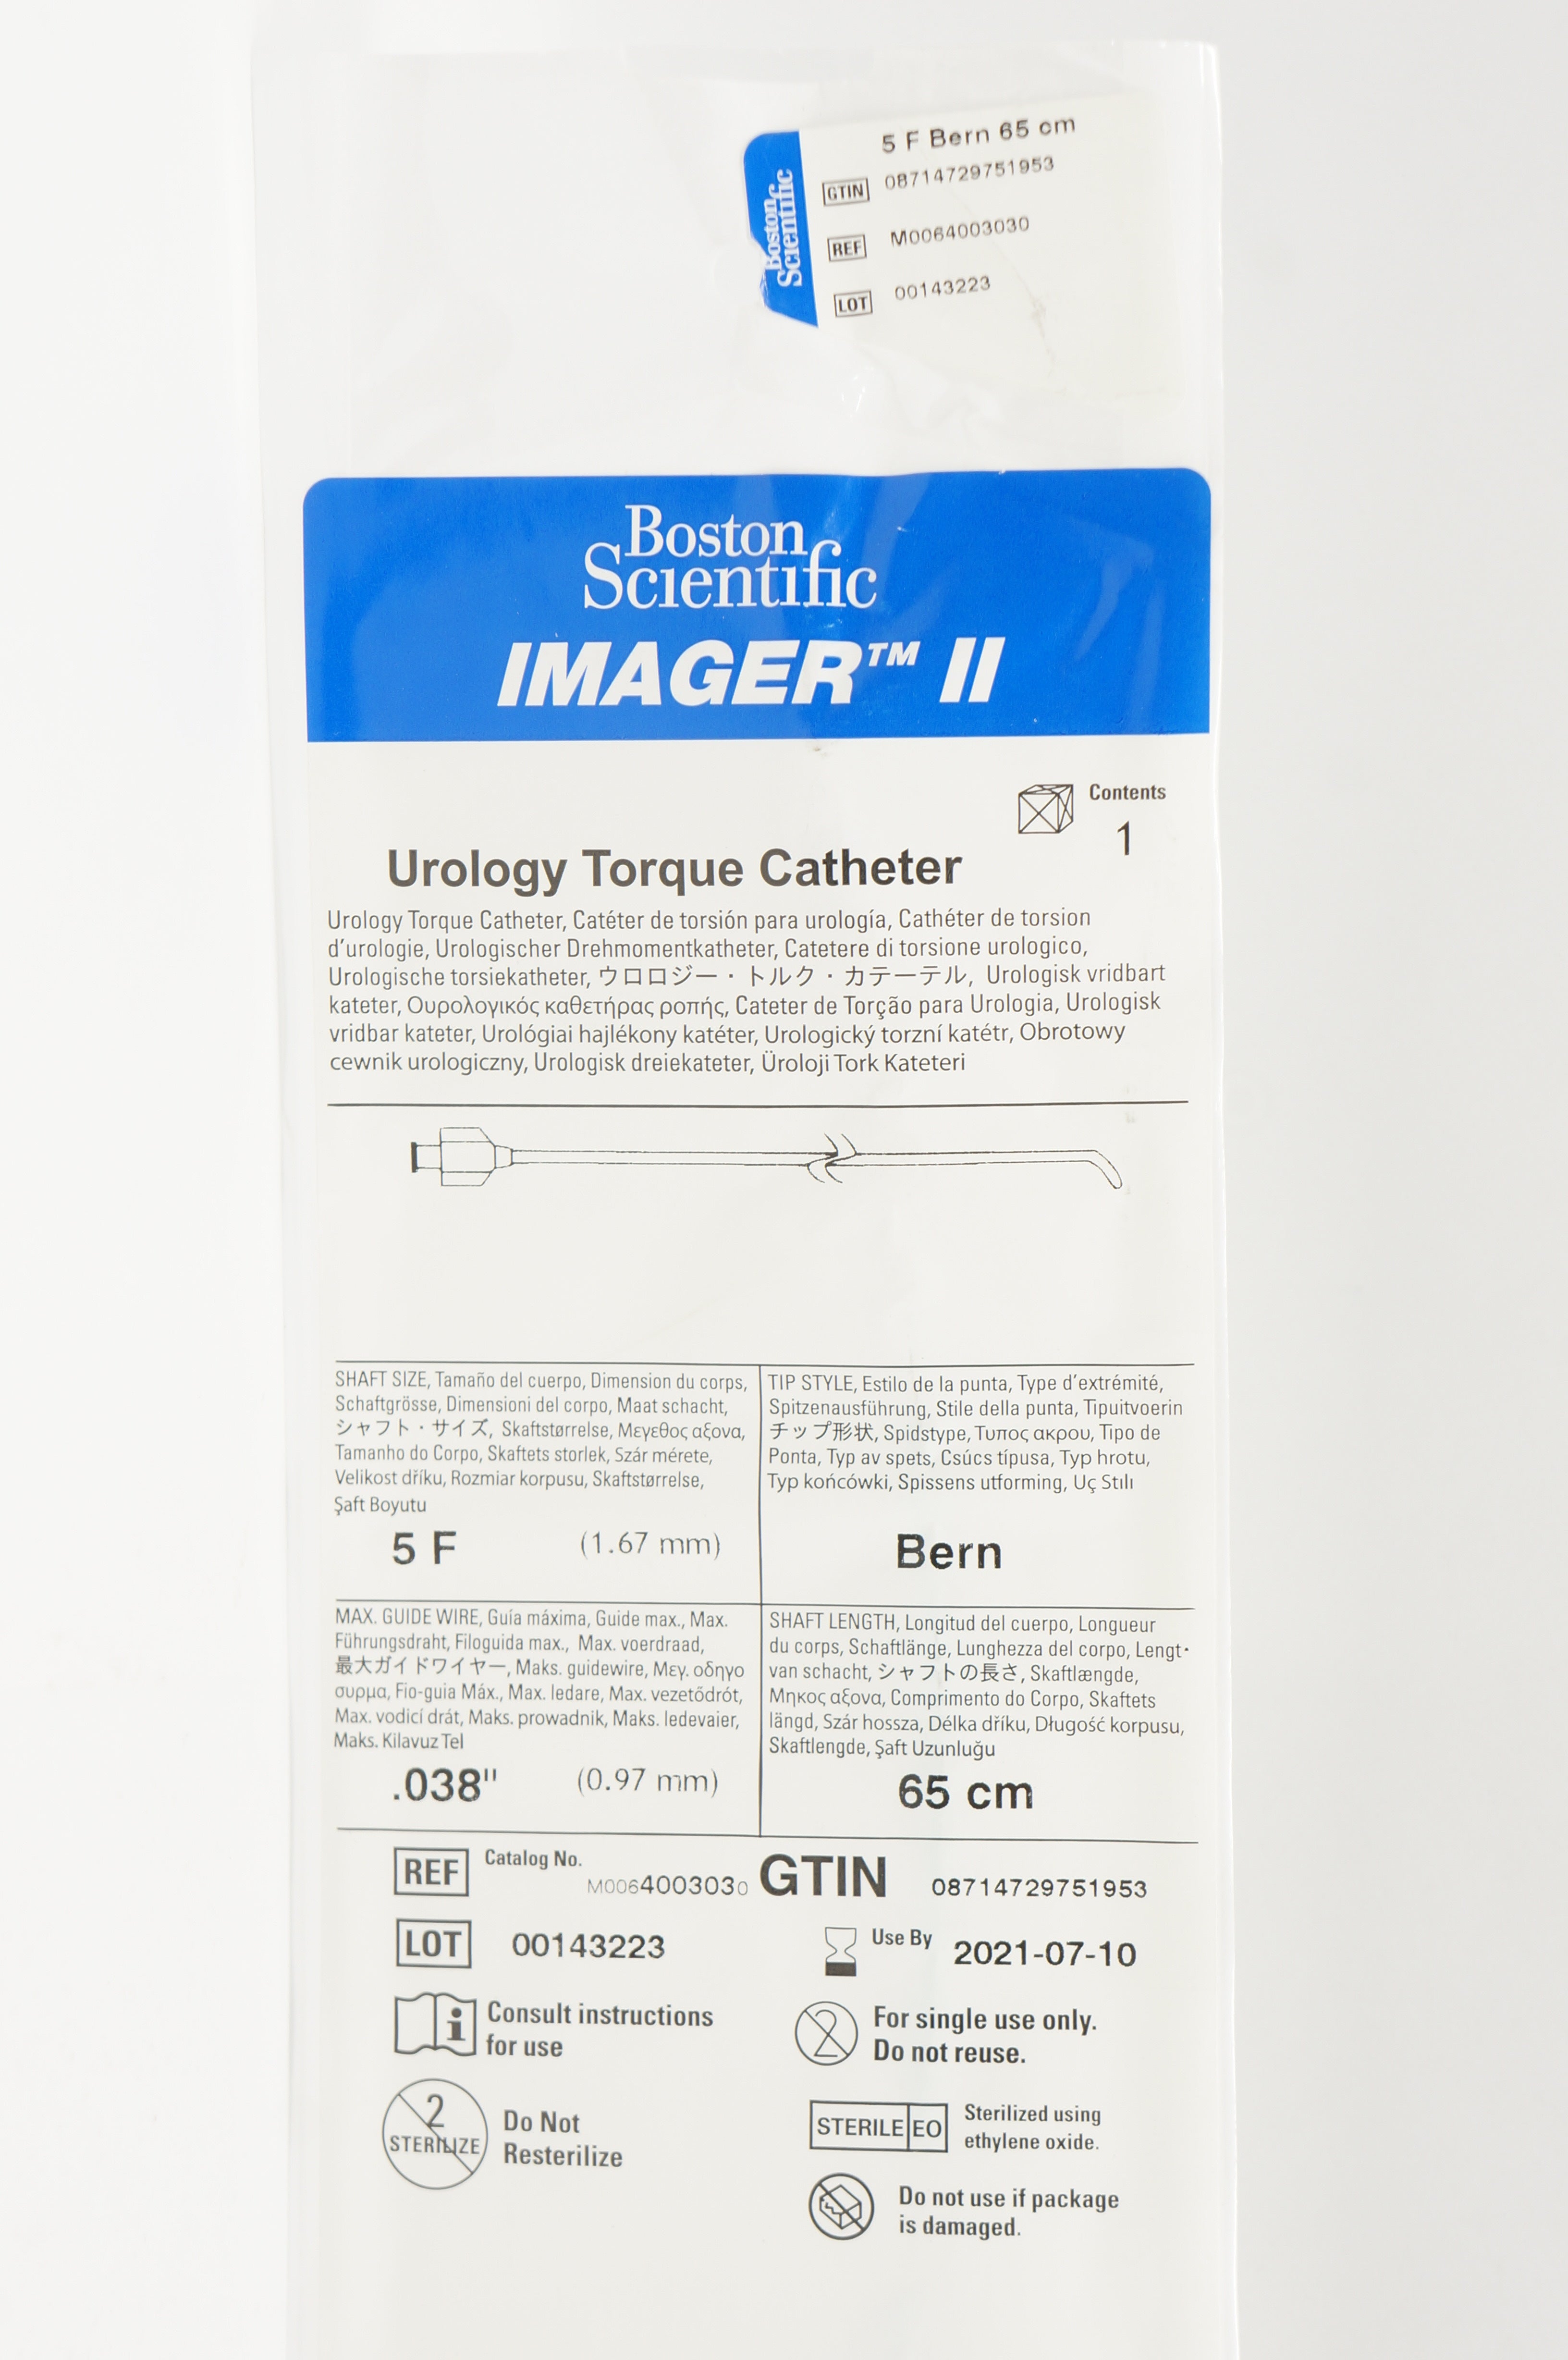 5 F Bern 65 cm
GTIN 08714729751953
REF M0064003030
LOT 00143223
Boston
Scientific
Boston
Scientific
IMAGER™ II
Contents
1
Urology Torque Catheter
Urology Torque Catheter, Catéter de torsión para urología, Cathéter de torsion
d'urologie, Urologischer Drehmomentkatheter, Catetere di torsione urologico,
Urologische torsiekatheter, ウロロジー・トルク・カテーテル, Urologisk vridbart
kateter, Ουρολογικός καθετήρας ροπής, Cateter de Torção para Urologia, Urologisk
vridbar kateter, Urológiai hajlékony katéter, Urologický torzní katétr, Obrotowy
cewnik urologiczny, Urologisk dreiekateter, Üroloji Tork Kateteri
SHAFT SIZE, Tamaño del cuerpo, Dimension du corps,
Schaftgrösse, Dimensioni del corpo, Maat schacht,
シャフト・サイズ, Skaftstørrelse, Μεγεθος αξονα,
Tamanho do Corpo, Skaftets storlek, Szár mérete,
Velikost dříku, Rozmiar korpusu, Skaftstørrelse,
Şaft Boyutu
5 F (1.67 mm)
TIP STYLE, Estilo de la punta, Type d'extrémité,
Spitzenausführung, Stile della punta, Tipuitvoerin
チップ形状, Spidstype, Τυπος ακρου, Tipo de
Ponta, Typ av spets, Csúcs típusa, Typ hrotu,
Typ końcówki, Spissens utforming, Uç Stılı
Bern
MAX. GUIDE WIRE, Guía máxima, Guide max., Max.
Führungsdraht, Filoguida max., Max. voerdraad,
最大ガイドワイヤー, Maks. guidewire, Μεγ. οδηγο
συρμα, Fio-guia Máx., Max. ledare, Max. vezetődrót,
Max. vodicí drát, Maks. prowadnik, Maks. ledevaier,
Maks. Kilavuz Tel
.038" (0.97 mm)
SHAFT LENGTH, Longitud del cuerpo, Longueur
du corps, Schaftlänge, Lunghezza del corpo, Lengt
van schacht, シャフトの長さ, Skaftlængde,
Μηκος αξονα, Comprimento do Corpo, Skaftets
längd, Szár hossza, Délka dříku, Długość korpusu,
Skaftlengde, Şaft Uzunluğu
65 cm
REF Catalog No. M0064003030 GTIN 08714729751953
LOT 00143223 Use By 2021-07-10
Consult instructions
for use
2 For single use only.
Do not reuse.
2
STERILIZE
Do Not
Resterilize
STERILE EO Sterilized using
ethylene oxide.
Do not use if package
is damaged.